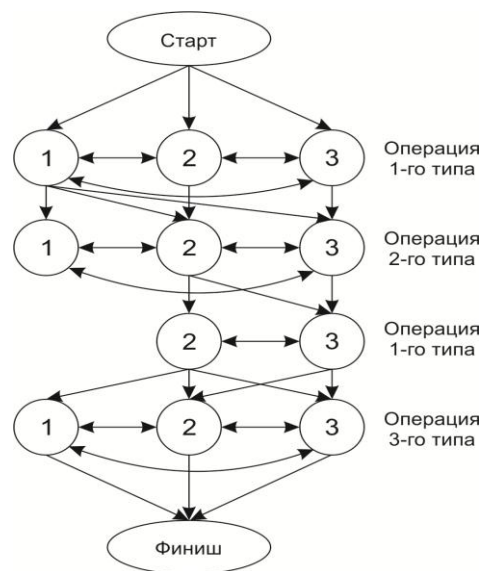 Старт
1 2 3 Операция
1-го типа
1 2 3 Операция
2-го типа
2 3 Операция
1-го типа
1 2 3 Операция
3-го типа
Финиш